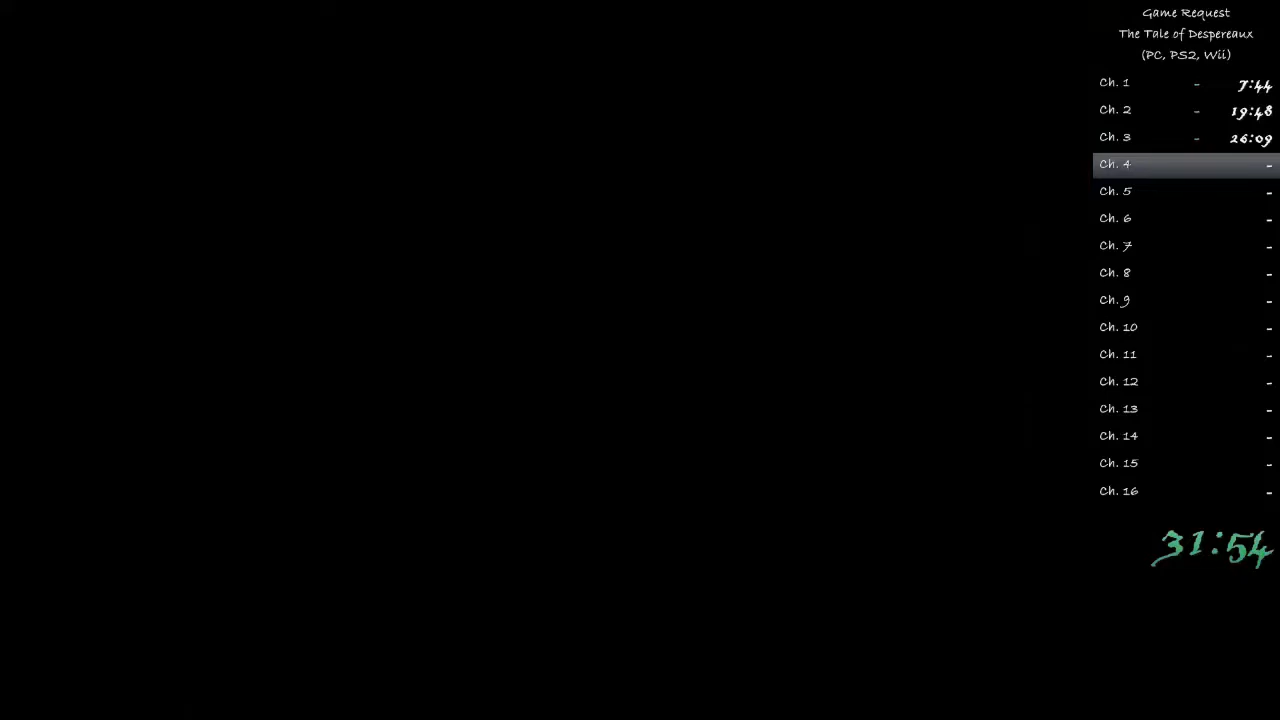 Game Request
The Tale of Despereaux
(PC, PS2, Wii)
Ch. 1 - 7:44
Ch. 2 - 19:48
Ch. 3 - 26:09
Ch. 4 -
Ch. 5 -
Ch. 6 -
Ch. 7 -
Ch. 8 -
Ch. 9 -
Ch. 10 -
Ch. 11 -
Ch. 12 -
Ch. 13 -
Ch. 14 -
Ch. 15 -
Ch. 16 -
31:54